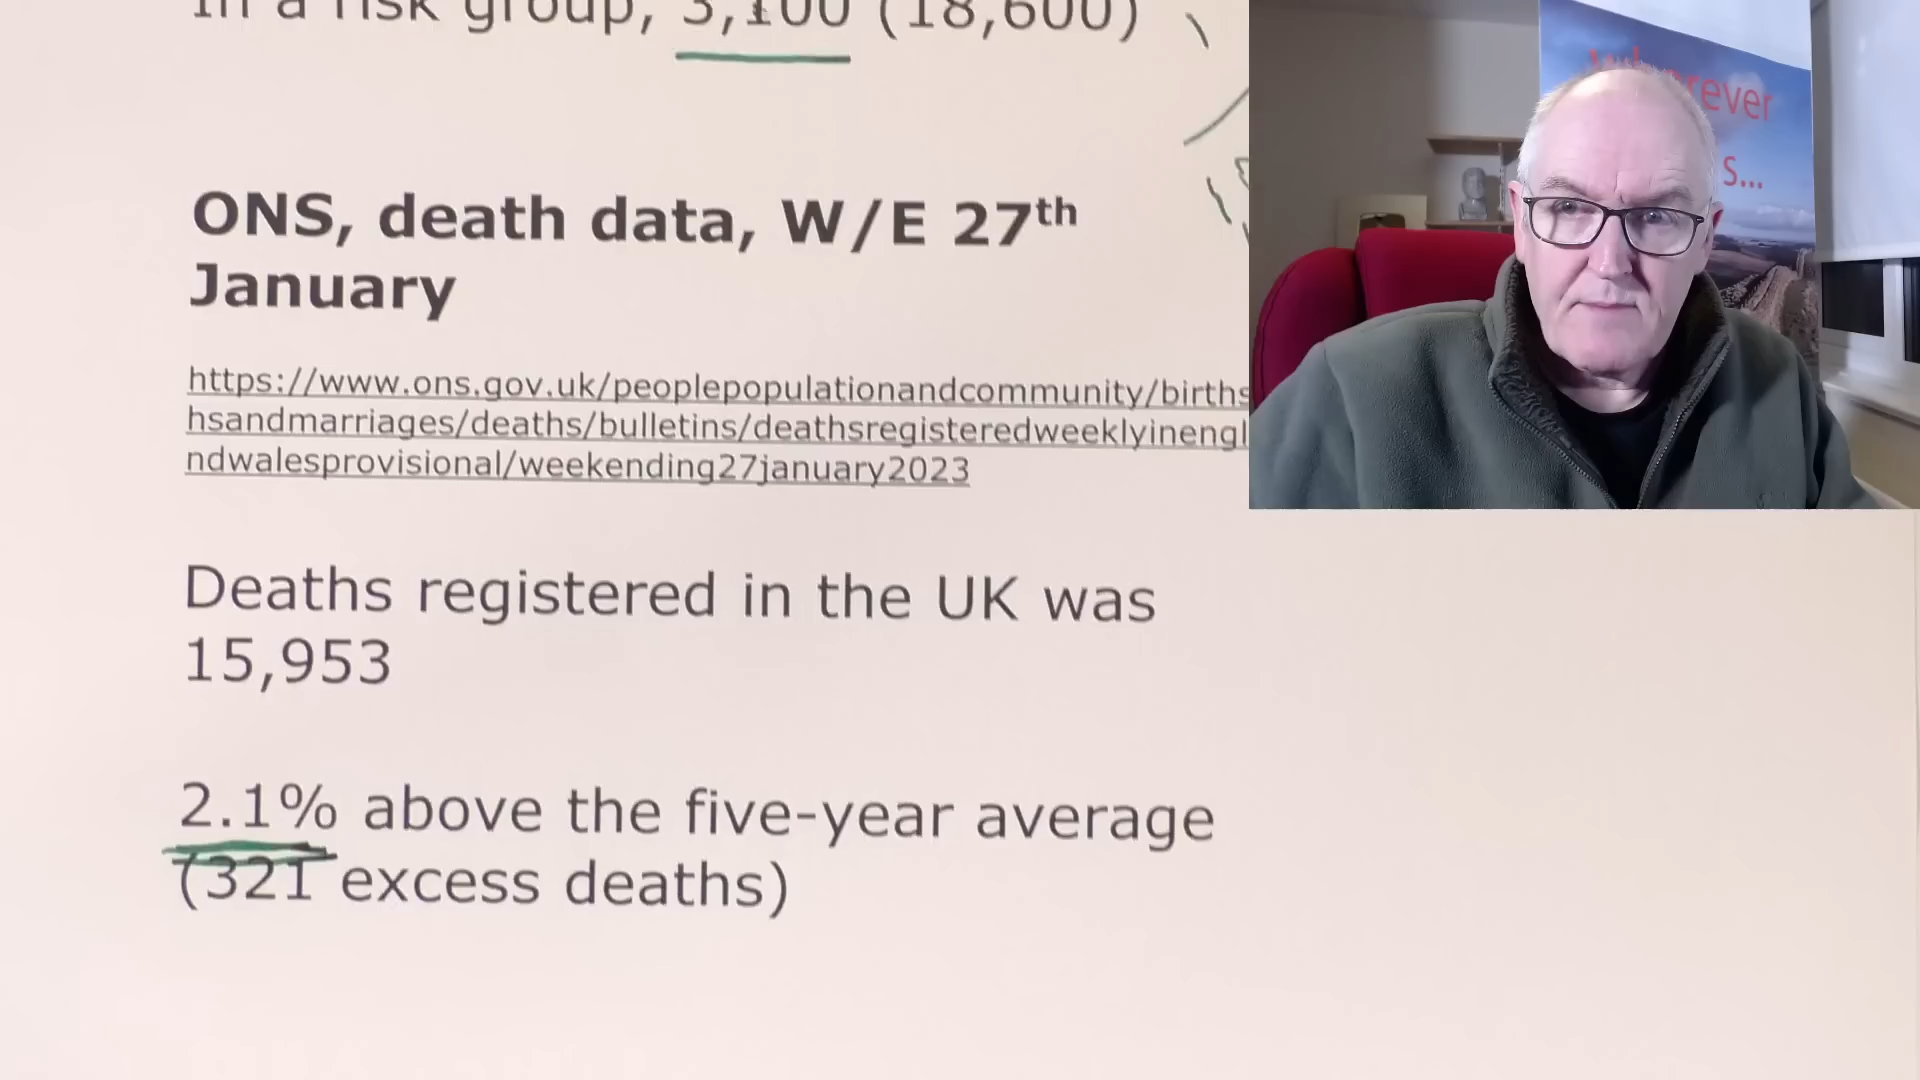 In a risk group, 3,100 (18,600)
ONS, death data, W/E 27th
January
https://www.ons.gov.uk/peoplepopulationandcommunity/births
hsandmarriages/deaths/bulletins/deathsregisteredweeklyinengl
ndwalesprovisional/weekending27january2023
Deaths registered in the UK was
15,953
2.1% above the five-year average
(321 excess deaths)
s...